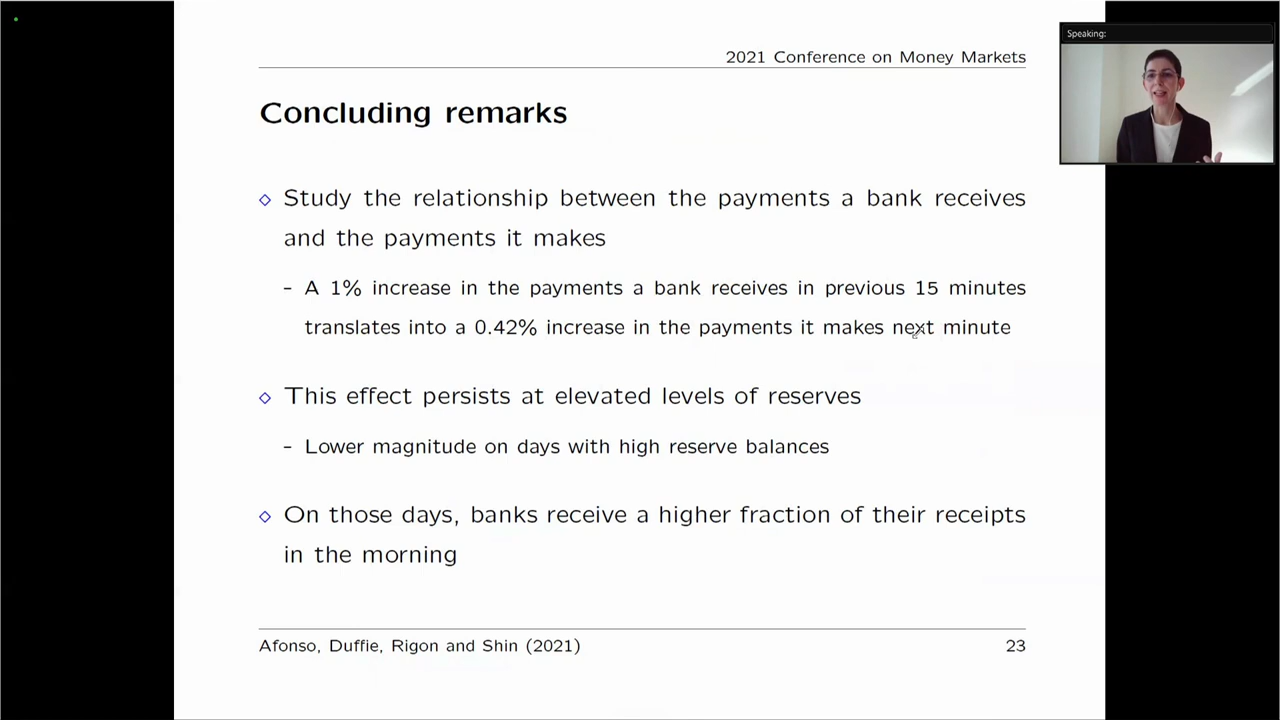 2021 Conference on Money Markets
Speaking:
Concluding remarks
◇ Study the relationship between the payments a bank receives
and the payments it makes
– A 1% increase in the payments a bank receives in previous 15 minutes
translates into a 0.42% increase in the payments it makes next minute
◇ This effect persists at elevated levels of reserves
– Lower magnitude on days with high reserve balances
◇ On those days, banks receive a higher fraction of their receipts
in the morning
Afonso, Duffie, Rigon and Shin (2021)
23